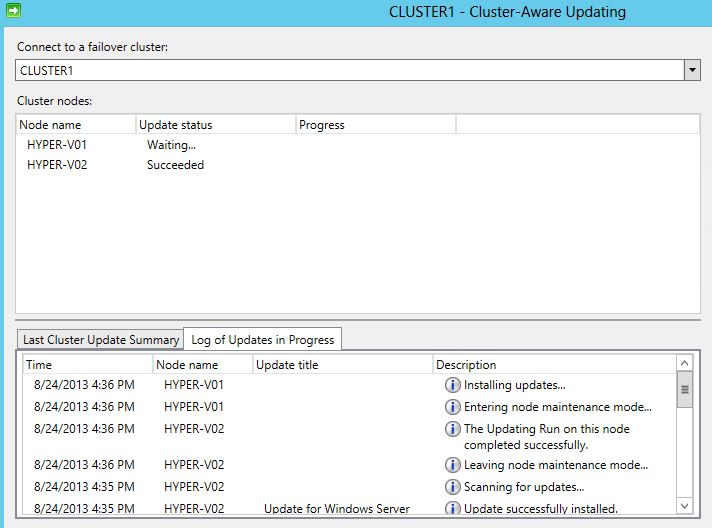 CLUSTER1 - Cluster-Aware Updating
Connect to a failover cluster:
CLUSTER1
Cluster nodes:
Node name Update status Progress
HYPER-V01 Waiting...
HYPER-V02 Succeeded
Last Cluster Update Summary Log of Updates in Progress
Time Node name Update title Description
8/24/2013 4:36 PM HYPER-V01 Installing updates...
8/24/2013 4:36 PM HYPER-V01 Entering node maintenance mode...
8/24/2013 4:36 PM HYPER-V02 The Updating Run on this node
completed successfully.
8/24/2013 4:36 PM HYPER-V02 Leaving node maintenance mode...
8/24/2013 4:35 PM HYPER-V02 Scanning for updates...
8/24/2013 4:35 PM HYPER-V02 Update for Windows Server Update successfully installed.